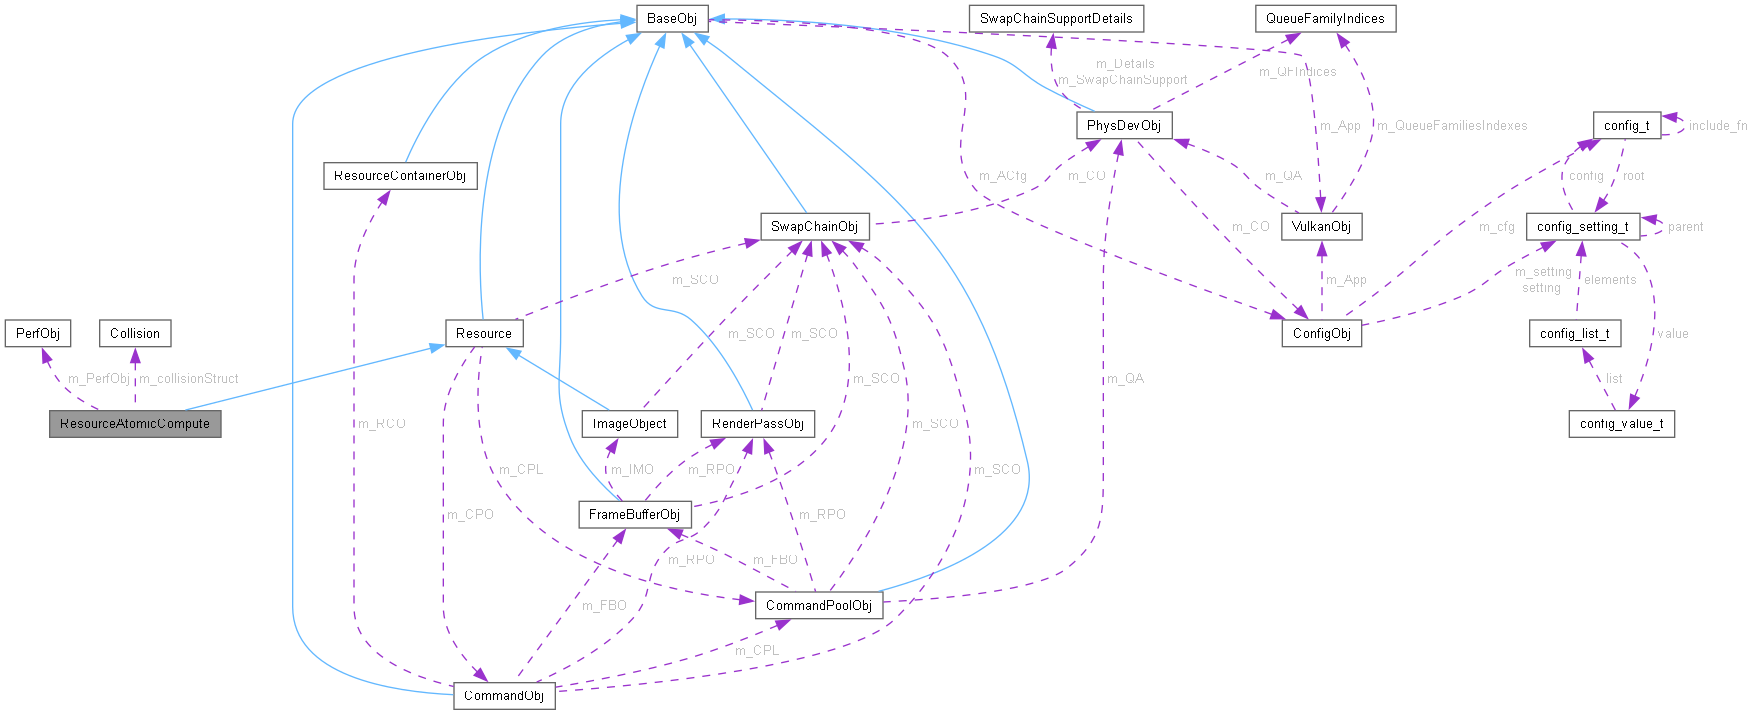 BaseObj
SwapChainSupportDetails
QueueFamilyIndices
m_Details
m_SwapChainSupport
m_QFIndices
PhysDevObj
m_App
m_QueueFamiliesIndexes
config_t
include_fn
ResourceContainerObj
m_ACfg
m_CO
m_QA
config
root
SwapChainObj
m_CO
VulkanObj
m_cfg
config_setting_t
parent
m_SCO
m_App
m_setting
setting
elements
PerfObj
Collision
Resource
m_SCO
m_SCO
ConfigObj
config_list_t
value
m_PerfObj
m_collisionStruct
m_SCO
m_QA
list
ResourceAtomicCompute
m_RCO
ImageObject
RenderPassObj
m_SCO
config_value_t
m_CPL
m_IMO
m_RPO
m_SCO
m_CPO
FrameBufferObj
m_RPO
m_RPO
m_FBO
m_FBO
CommandPoolObj
m_CPL
CommandObj